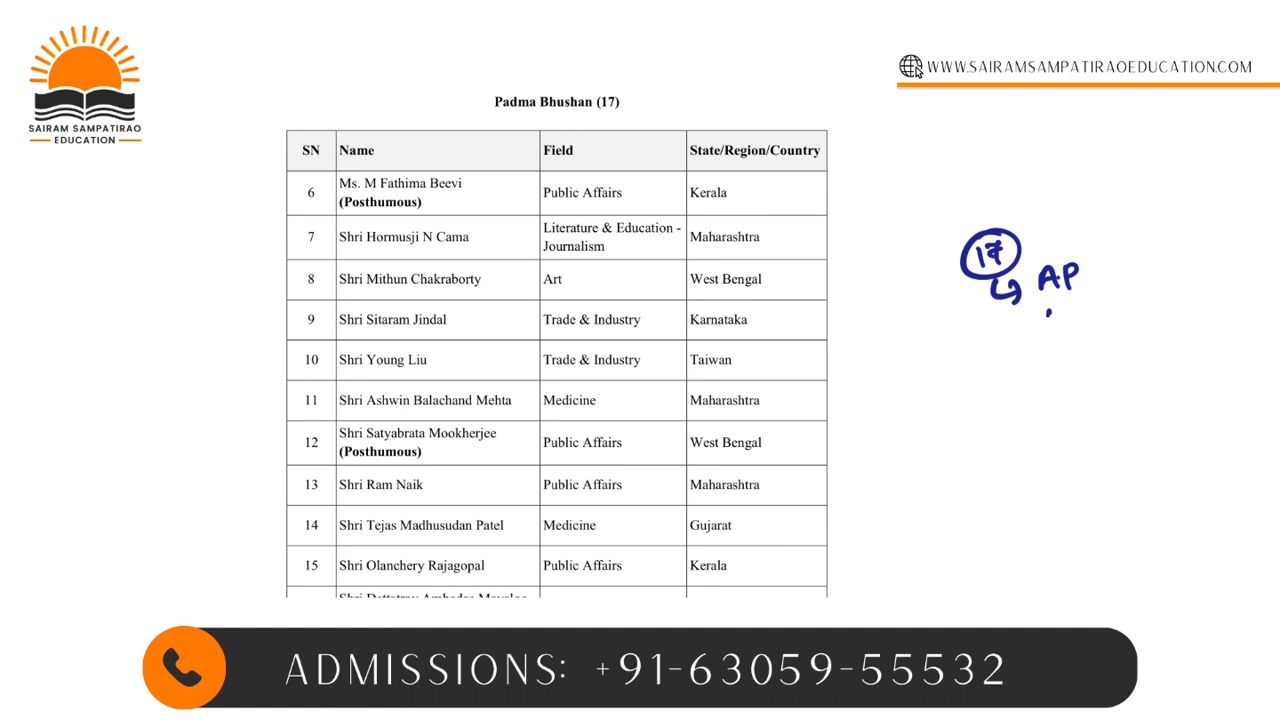 SAIRAM SAMPATIRAO
EDUCATION
WWW.SAIRAMSAMPATIRAOEDUCATION.COM
Padma Bhushan (17)
SN Name Field State/Region/Country
6 Ms. M Fathima Beevi (Posthumous) Public Affairs Kerala
7 Shri Hormusji N Cama Literature & Education - Journalism Maharashtra
8 Shri Mithun Chakraborty Art West Bengal
9 Shri Sitaram Jindal Trade & Industry Karnataka
10 Shri Young Liu Trade & Industry Taiwan
11 Shri Ashwin Balachand Mehta Medicine Maharashtra
12 Shri Satyabrata Mookherjee (Posthumous) Public Affairs West Bengal
13 Shri Ram Naik Public Affairs Maharashtra
14 Shri Tejas Madhusudan Patel Medicine Gujarat
15 Shri Olanchery Rajagopal Public Affairs Kerala
17
AP
ADMISSIONS: +91-63059-55532